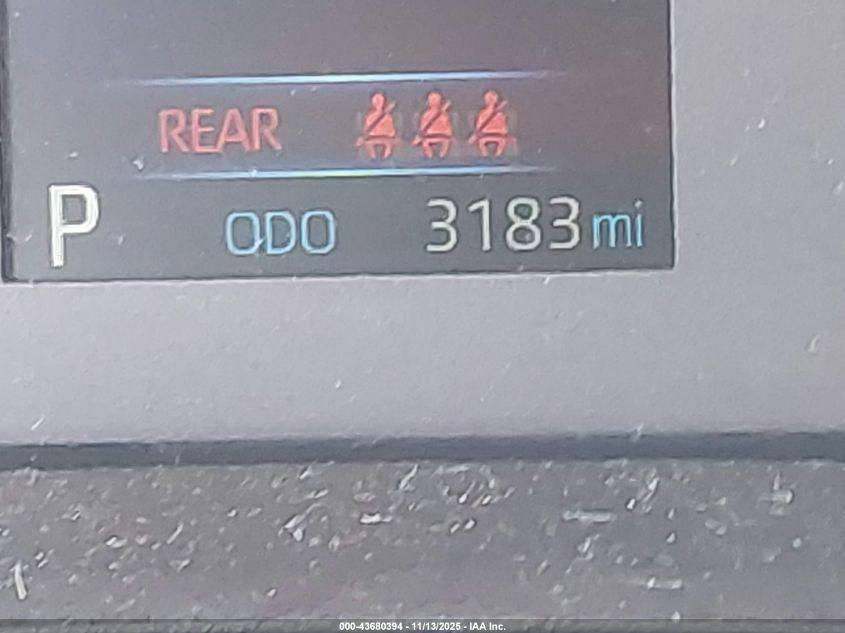 REAR
P ODO 3183 mi
000-43680394 - 11/13/2025 - IAA Inc.